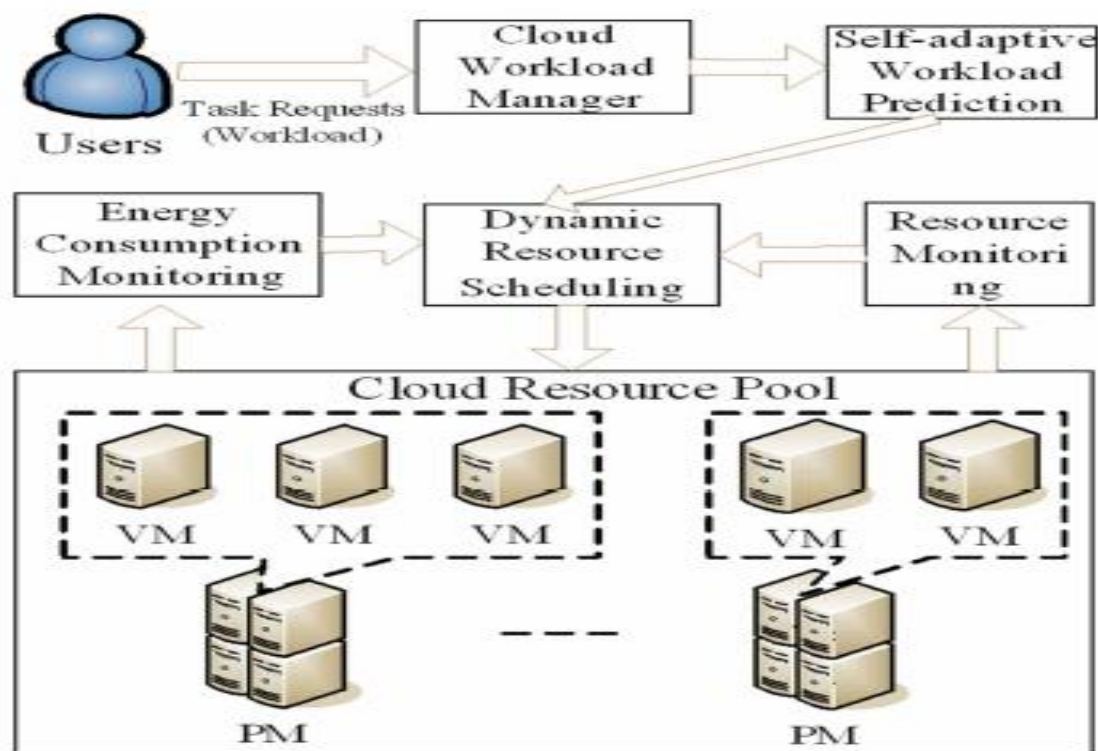 Users
Task Requests
(Workload)
Cloud
Workload
Manager
Self-adaptive
Workload
Prediction
Energy
Consumption
Monitoring
Dynamic
Resource
Scheduling
Resource
Monitori
ng
Cloud Resource Pool
VM
VM
VM
VM
VM
PM
PM